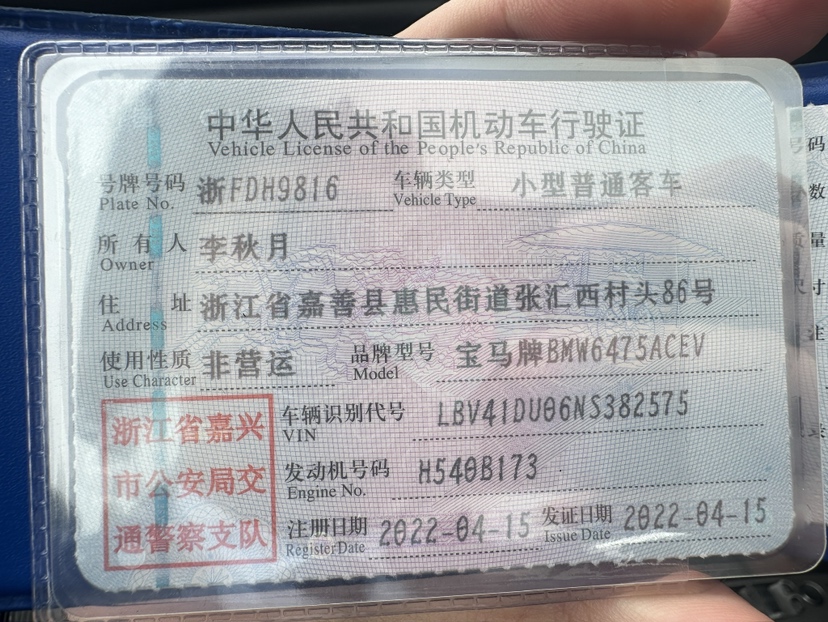 中华人民共和国机动车行驶证
Vehicle License of the People's Republic of China
号牌号码 浙FDH9816 车辆类型 小型普通客车
Plate No. Vehicle Type
所有人 李秋月
Owner
住址 浙江省嘉善县惠民街道张汇西村头86号
Address
使用性质 非营运 品牌型号 宝马牌BMW6475ACEV
Use Character Model
浙江省嘉兴
市公安局交
通警察支队
车辆识别代号 LBV41DU06NS382575
VIN
发动机号码 H540B173
Engine No.
注册日期 2022-04-15 发证日期 2022-04-15
Register Date Issue Date
号码
数
质量
尺寸
注